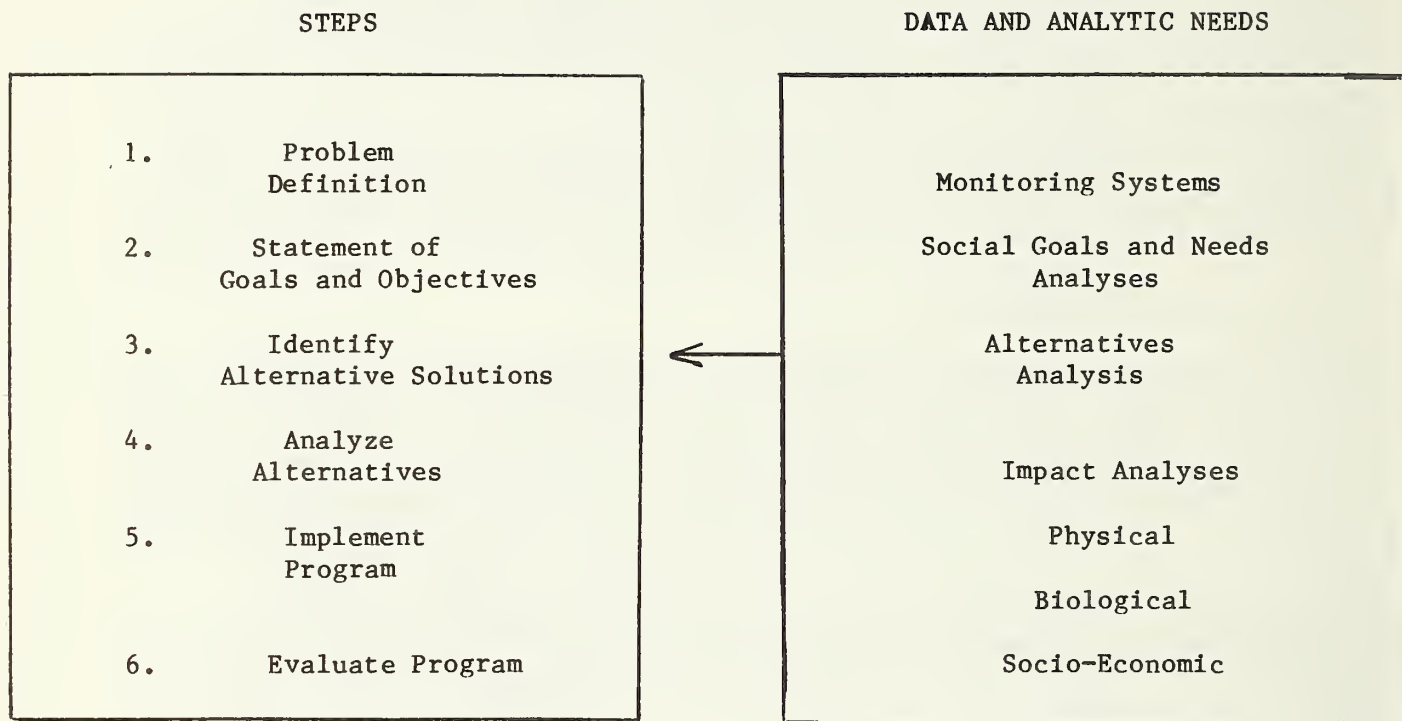 STEPS
1. Problem
Definition
2. Statement of
Goals and Objectives
3. Identify
Alternative Solutions
4. Analyze
Alternatives
5. Implement
Program
6. Evaluate Program
DATA AND ANALYTIC NEEDS
Monitoring Systems
Social Goals and Needs
Analyses
Alternatives
Analysis
Impact Analyses
Physical
Biological
Socio-Economic